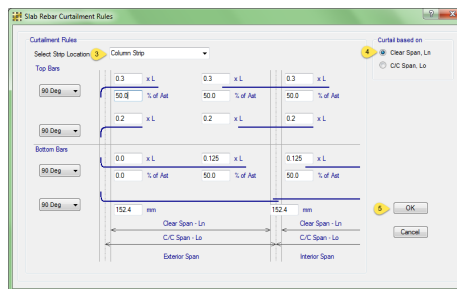 Slab Rebar Curtailment Rules
Curtailment Rules
Curtail based on
Select Strip Location
3
Column Strip
4
Clear Span, Ln
C/C Span, Lo
Top Bars
90 Deg
0.3 x L 0.3 x L 0.3 x L
50.0 % of Ast 50.0 % of Ast 50.0 % of Ast
90 Deg
0.2 x L 0.2 x L 0.2 x L
Bottom Bars
90 Deg
0.0 x L 0.125 x L 0.125 x L
0.0 % of Ast 50.0 % of Ast 50.0 % of Ast
90 Deg
152.4 mm 152.4 mm
5
OK
Cancel
Clear Span - Ln Clear Span - Ln
C/C Span - Lo C/C Span - Lo
Exterior Span Interior Span